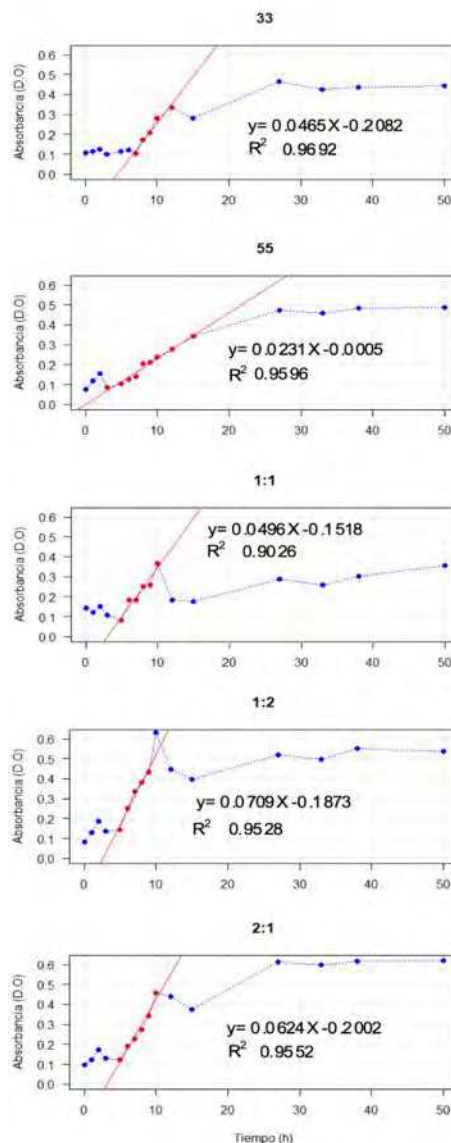 33
Absorbancia (D.O)
0.6
0.5
0.4
0.3
0.2
0.1
0.0
y= 0.0465X -0.2082
R² 0.9692
0 10 20 30 40 50
55
Absorbancia (D.O)
0.6
0.5
0.4
0.3
0.2
0.1
0.0
y= 0.0231X -0.0005
R² 0.9596
0 10 20 30 40 50
1:1
Absorbancia (D.O)
0.6
0.5
0.4
0.3
0.2
0.1
0.0
y= 0.0496X -0.1518
R² 0.9026
0 10 20 30 40 50
1:2
Absorbancia (D.O)
0.6
0.5
0.4
0.3
0.2
0.1
0.0
y= 0.0709X -0.1873
R² 0.9528
0 10 20 30 40 50
2:1
Absorbancia (D.O)
0.6
0.5
0.4
0.3
0.2
0.1
0.0
y= 0.0624X -0.2002
R² 0.9552
0 10 20 30 40 50
Tiempo (h)